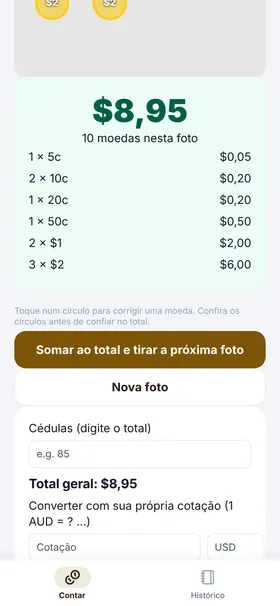 $2 $2
$8,95
10 moedas nesta foto
1 × 5c $0,05
2 × 10c $0,20
1 × 20c $0,20
1 × 50c $0,50
2 × $1 $2,00
3 × $2 $6,00
Toque num círculo para corrigir uma moeda. Confira os
círculos antes de confiar no total.
Somar ao total e tirar a próxima foto
Nova foto
Cédulas (digite o total)
e.g. 85
Total geral: $8,95
Converter com sua própria cotação (1
AUD = ? ...)
Cotação USD
Contar Histórico